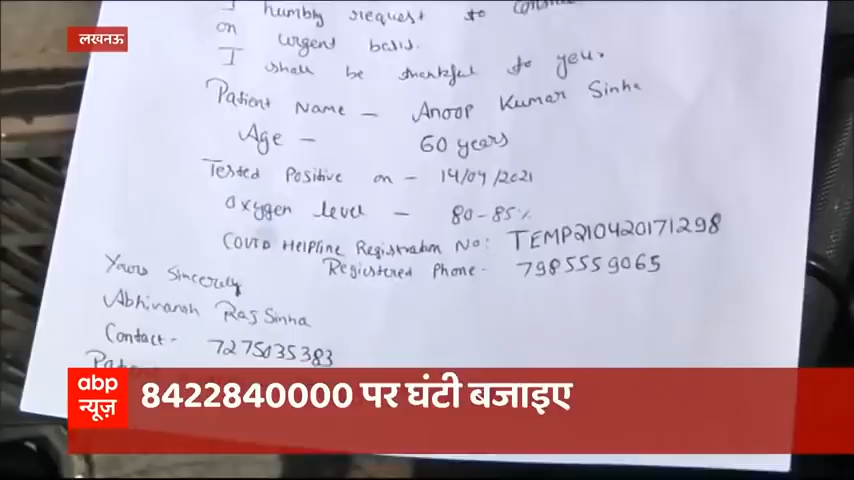 लखनऊ
I humbly request to
on urgent basis.
I shall be thankful to you.
Patient Name - Anoop Kumar Sinha
Age - 60 years
Tested Positive on - 14/04/2021
Oxygen level - 80-85%
COVID Helpline Registration No: TEMP210420171298
Registered Phone - 7985559065
Yours Sincerely
Abhivansh Raj Sinha
Contact - 7275035383
abp
न्यूज़
8422840000 पर घंटी बजाइए